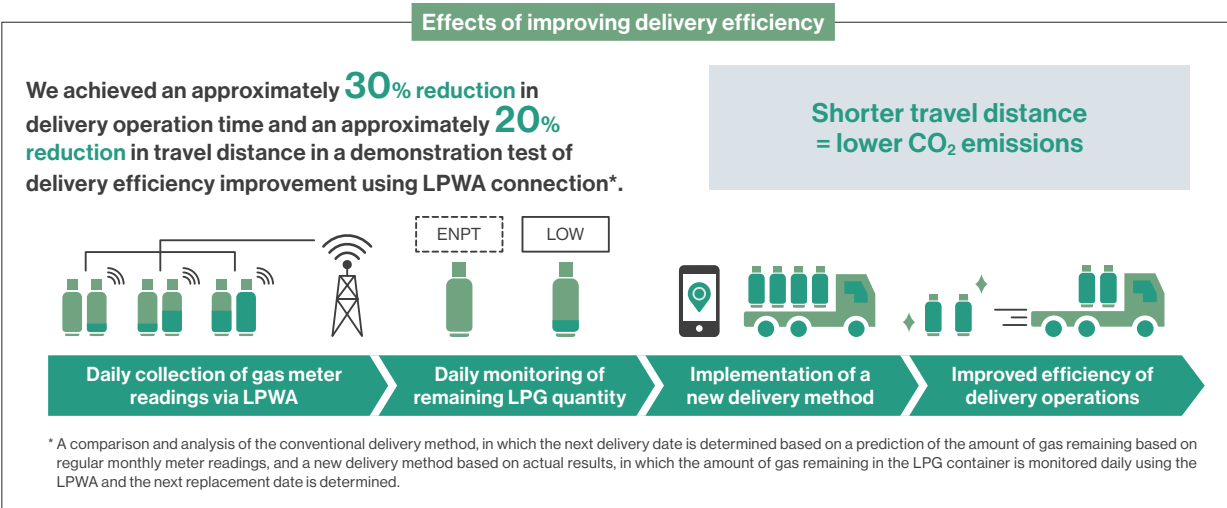 Effects of improving delivery efficiency
We achieved an approximately 30% reduction in
delivery operation time and an approximately 20%
reduction in travel distance in a demonstration test of
delivery efficiency improvement using LPWA connection*.
Shorter travel distance
= lower CO₂ emissions
ENPT
LOW
Daily collection of gas meter
readings via LPWA
Daily monitoring of
remaining LPG quantity
Implementation of a
new delivery method
Improved efficiency of
delivery operations
* A comparison and analysis of the conventional delivery method, in which the next delivery date is determined based on a prediction of the amount of gas remaining based on
regular monthly meter readings, and a new delivery method based on actual results, in which the amount of gas remaining in the LPG container is monitored daily using the
LPWA and the next replacement date is determined.